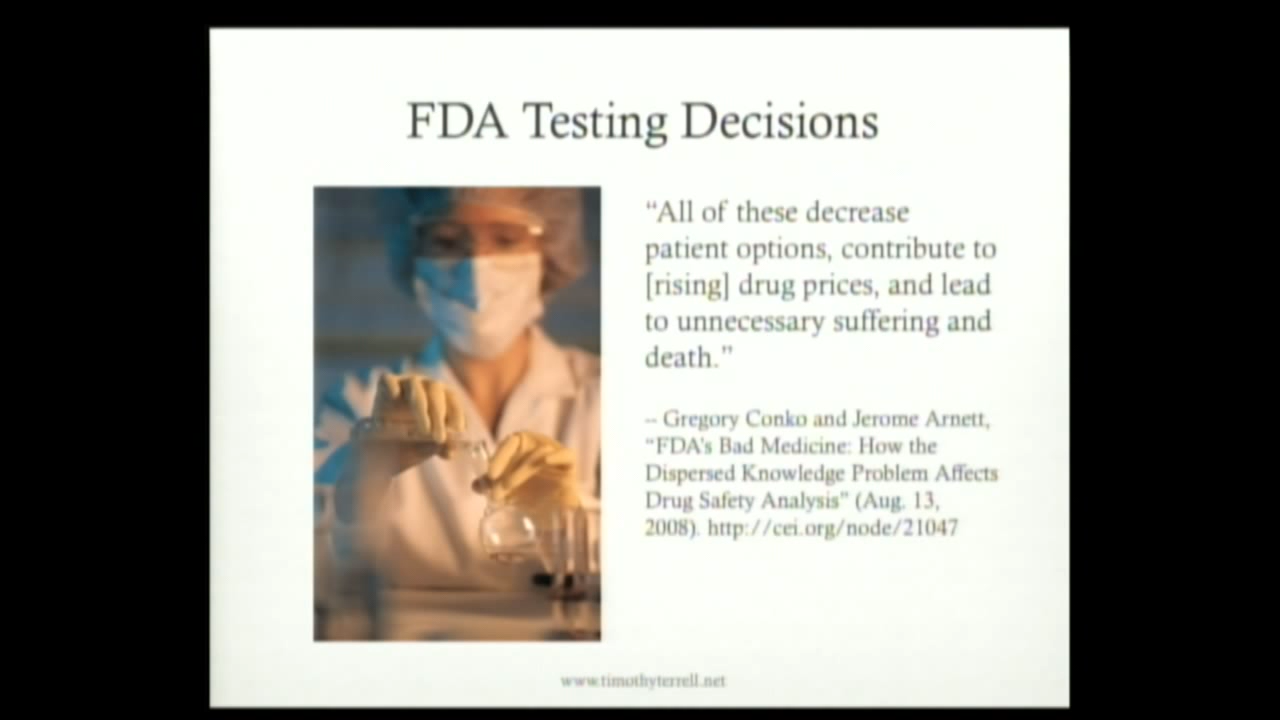 FDA Testing Decisions
“All of these decrease
patient options, contribute to
[rising] drug prices, and lead
to unnecessary suffering and
death.”
-- Gregory Conko and Jerome Arnett,
“FDA's Bad Medicine: How the
Dispersed Knowledge Problem Affects
Drug Safety Analysis” (Aug. 13,
2008). http://cei.org/node/21047
www.timothyterrell.net